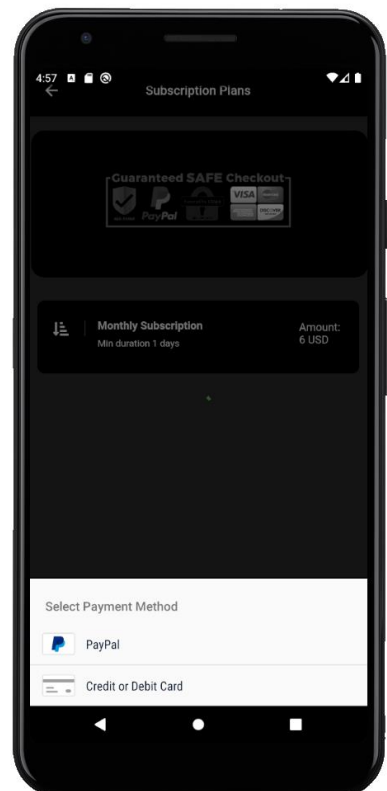 4:57
Subscription Plans
Guaranteed SAFE Checkout
PayPal
VISA
DISCOVER
Monthly Subscription
Min duration 1 days
Amount:
6 USD
Select Payment Method
PayPal
Credit or Debit Card